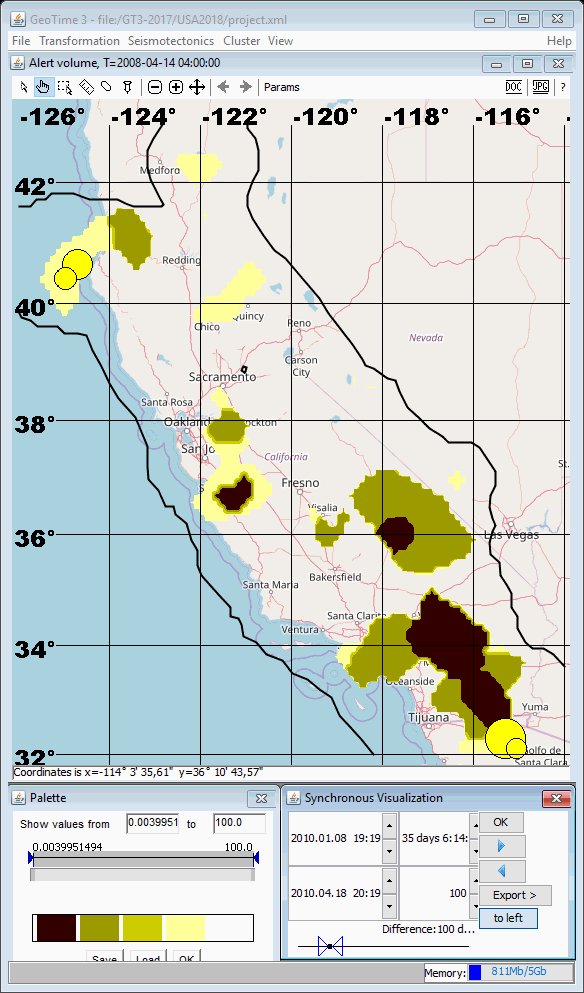 GeoTime 3 - file:/GT3-2017/USA2018/project.xml
File Transformation Seismotectonics Cluster View Help
Alert volume, T=2008-04-14 04:00:00
Params DOC JPG ?
-126° -124° -122° -120° -118° -116°
Medford
42°
Redding
40°
Quincy
Chico
Reno
Nevada
Carson
City
Sacramento
Santa Rosa
38°
Oakland
ckton
San Jo
California
St.
Fresno
Visalia
36°
Las Vegas
Bakersfield
Santa Maria
Santa Clarita
Ventura
34°
Oceanside
Yuma
Tijuana
32°
Golfo de
Santa Clara
Coordinates is x=-114° 3' 35,61" y=36° 10' 43,57"
Palette
Show values from 0.0039951 to 100.0
0.0039951494 100.0
Save Load OK
Synchronous Visualization
2010.01.08 19:19 35 days 6:14: OK
2010.04.18 20:19 100 Export >
to left
Difference:100 d...
Memory: 811Mb/5Gb